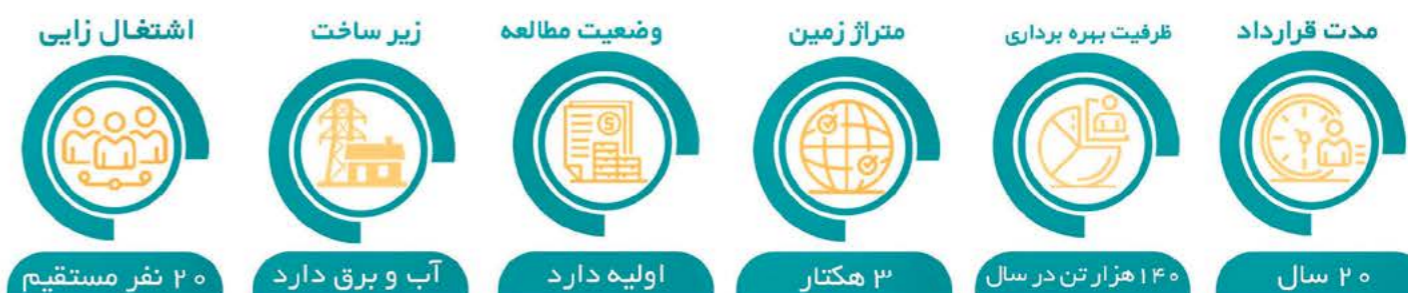 مدت قرارداد
۲۰ سال
ظرفیت بهره برداری
۱۴۰ هزار تن در سال
متراژ زمین
۳ هکتار
وضعیت مطالعه
اولیه دارد
زیر ساخت
آب و برق دارد
اشتغال زایی
۲۰ نفر مستقیم